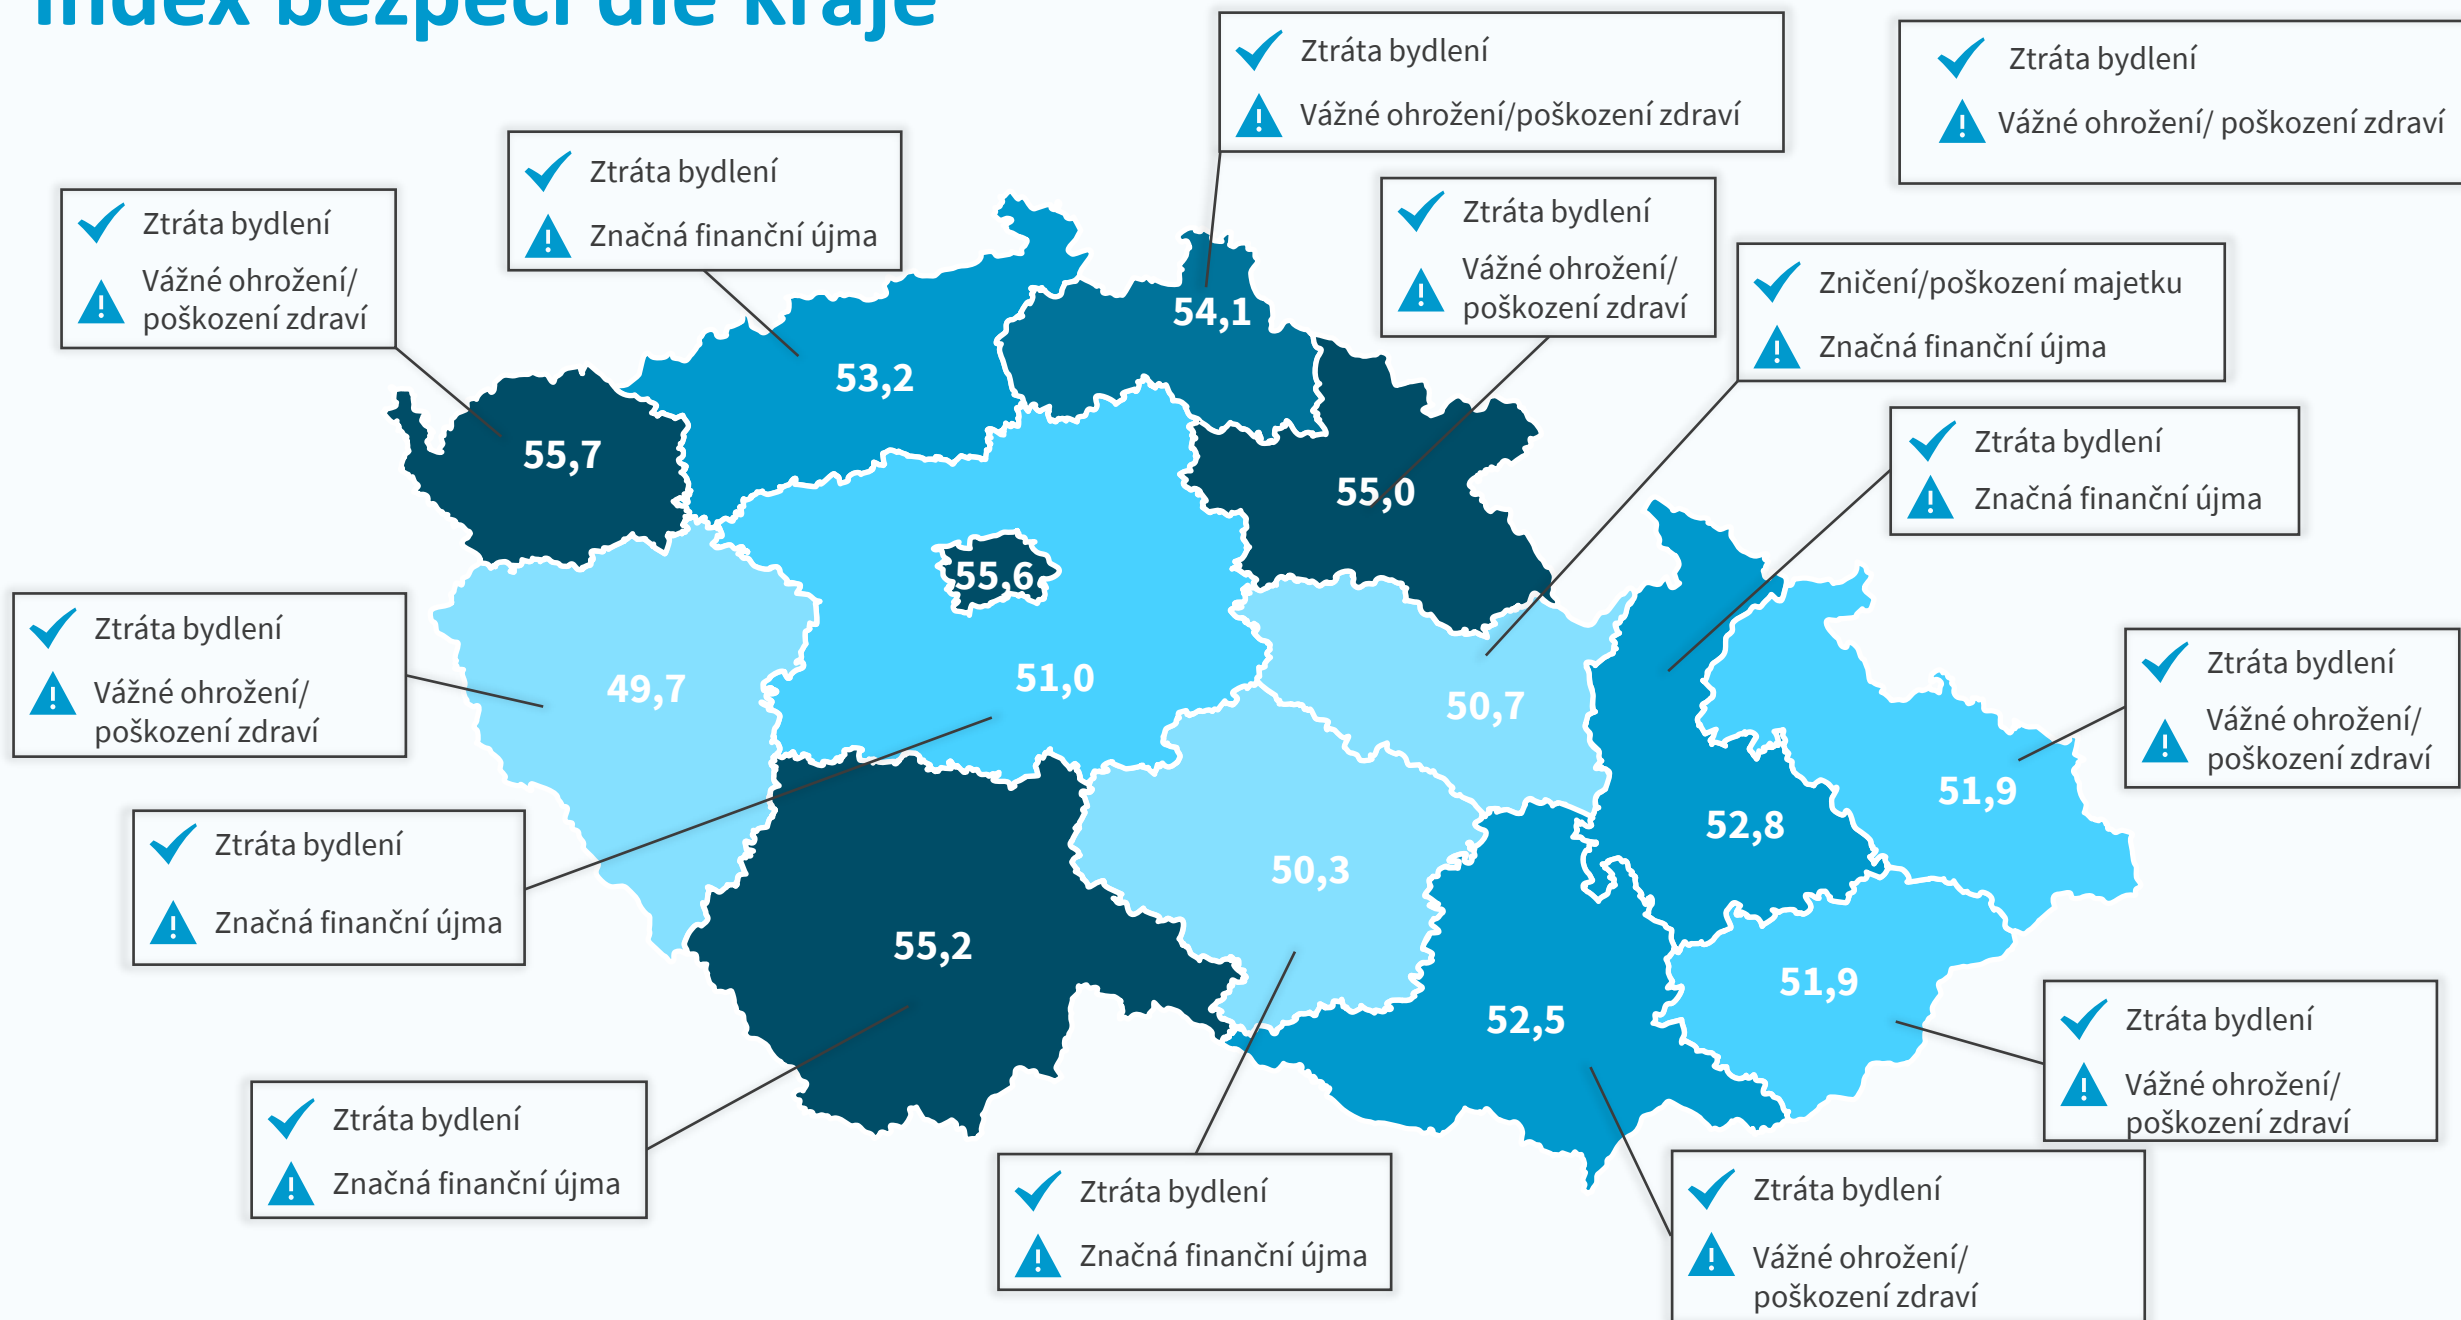 Index bezpečí dle kraje
Ztráta bydlení
Vážné ohrožení/poškození zdraví
Ztráta bydlení
Vážné ohrožení/ poškození zdraví
Ztráta bydlení
Značná finanční újma
Ztráta bydlení
Vážné ohrožení/
poškození zdraví
Ztráta bydlení
Vážné ohrožení/
poškození zdraví
Zničení/poškození majetku
Značná finanční újma
54,1
53,2
55,7
55,0
Ztráta bydlení
Značná finanční újma
55,6
Ztráta bydlení
Vážné ohrožení/
poškození zdraví
49,7
51,0
50,7
Ztráta bydlení
Vážné ohrožení/
poškození zdraví
51,9
52,8
Ztráta bydlení
Značná finanční újma
50,3
55,2
51,9
52,5
Ztráta bydlení
Vážné ohrožení/
poškození zdraví
Ztráta bydlení
Značná finanční újma
Ztráta bydlení
Značná finanční újma
Ztráta bydlení
Vážné ohrožení/
poškození zdraví